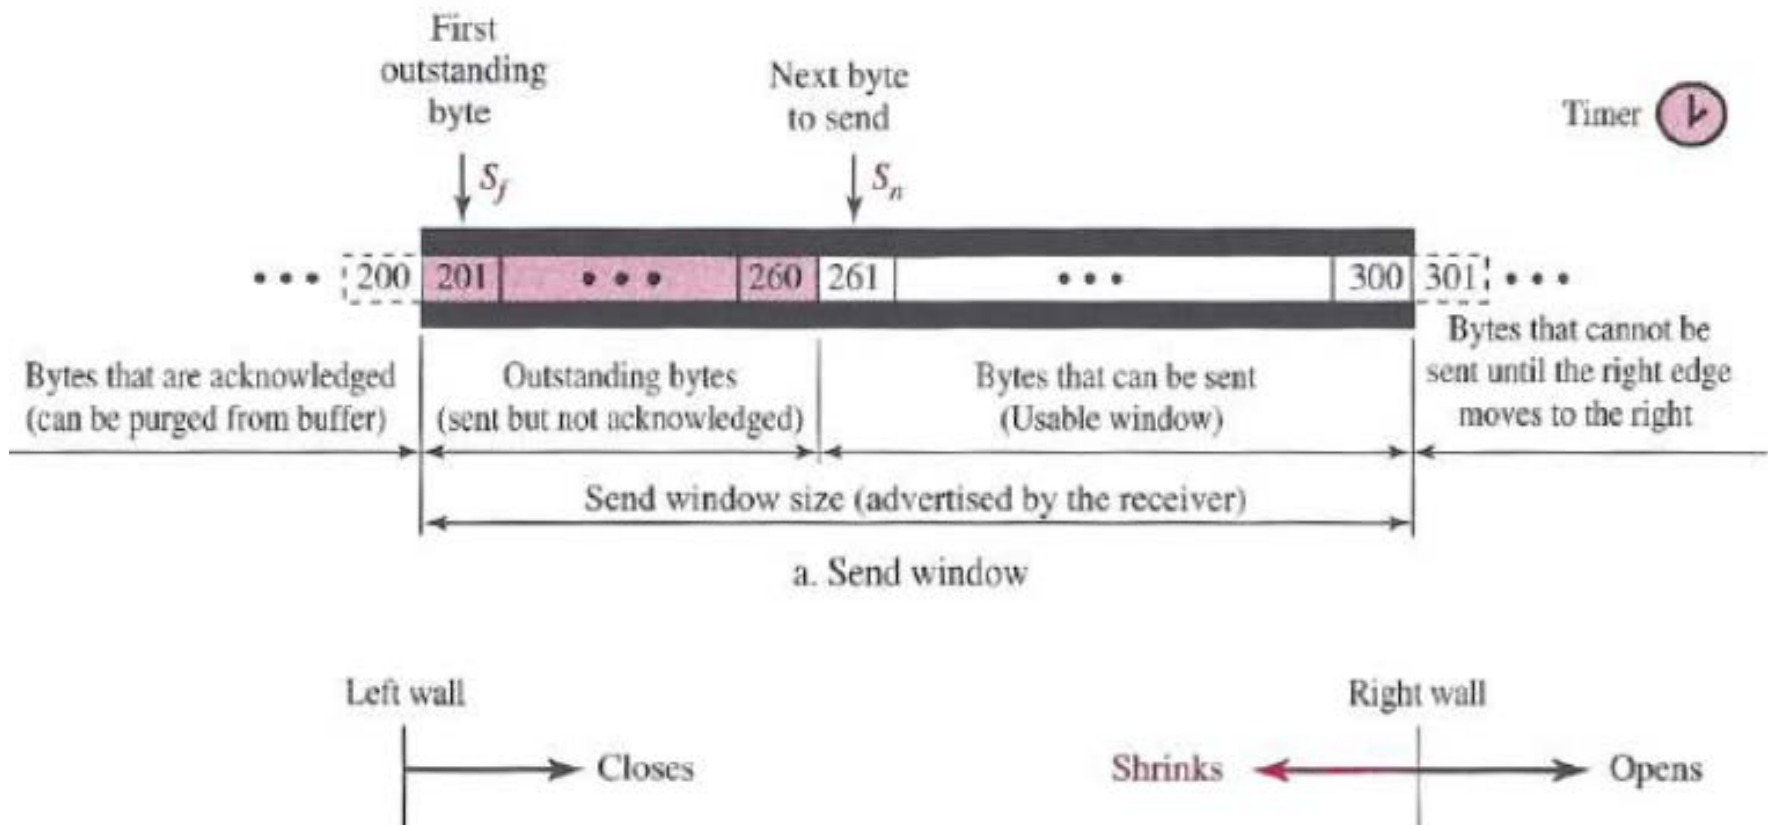 First
outstanding
byte
Next byte
to send
Timer
Sf
Sn
••• 200 201 ••• 260 261 ••• 300 301 •••
Bytes that are acknowledged
(can be purged from buffer)
Outstanding bytes
(sent but not acknowledged)
Bytes that can be sent
(Usable window)
Bytes that cannot be
sent until the right edge
moves to the right
Send window size (advertised by the receiver)
a. Send window
Left wall
Closes
Right wall
Shrinks
Opens